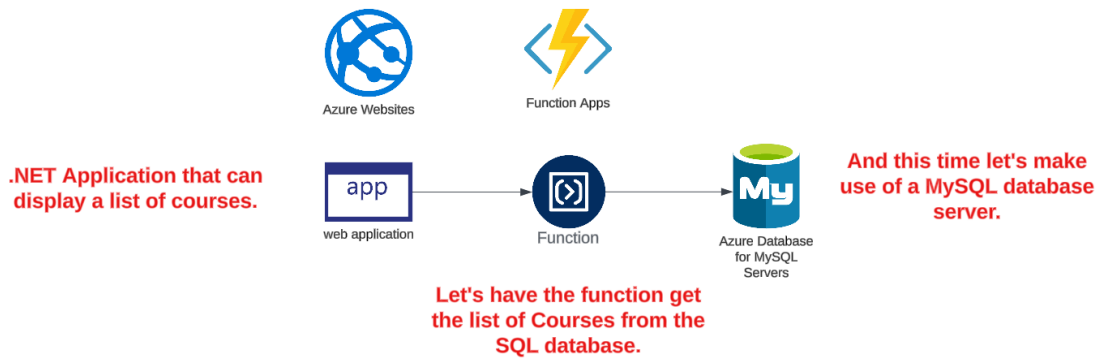 Azure Websites
Function Apps
.NET Application that can
display a list of courses.
app
web application
Function
My
Azure Database
for MySQL
Servers
And this time let's make
use of a MySQL database
server.
Let's have the function get
the list of Courses from the
SQL database.